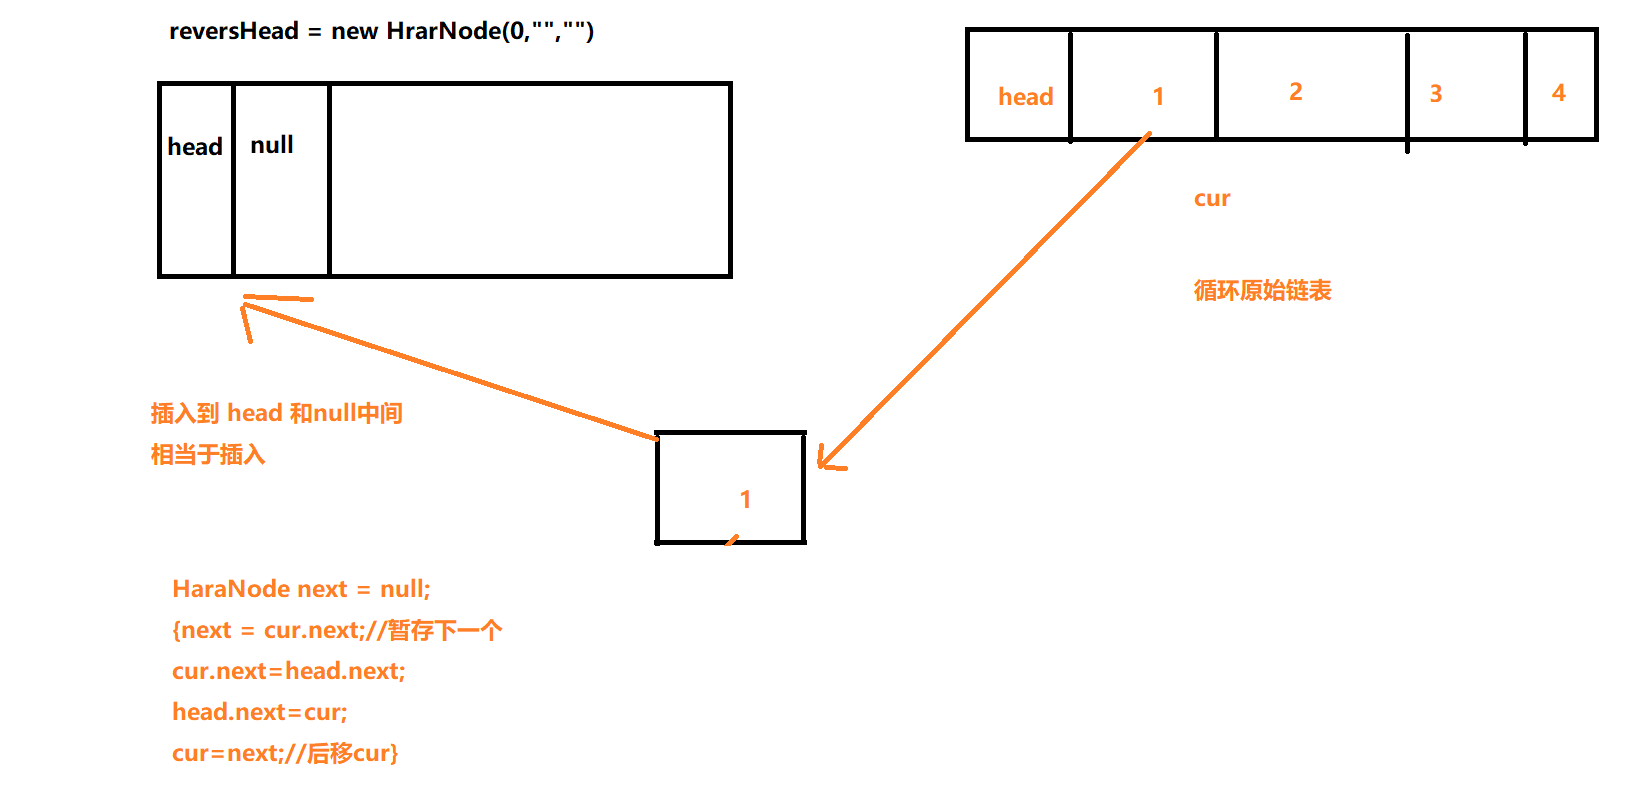 reversHead = new HrarNode(0,"","")
head null
head 1 2 3 4
cur
循环原始链表
插入到 head 和null中间
相当于插入
1
HaraNode next = null;
{next = cur.next;//暂存下一个
cur.next=head.next;
head.next=cur;
cur=next;//后移cur}